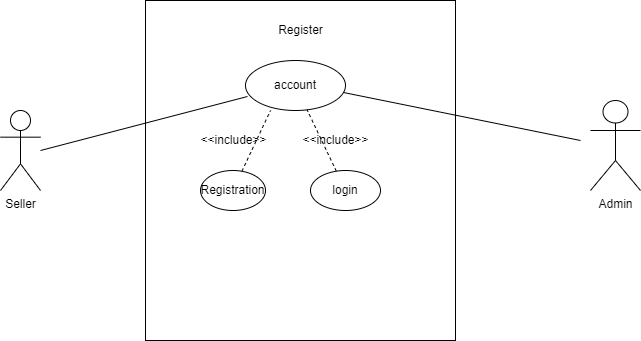 Register
account
<<include>>
<<include>>
Registration
login
Seller
Admin